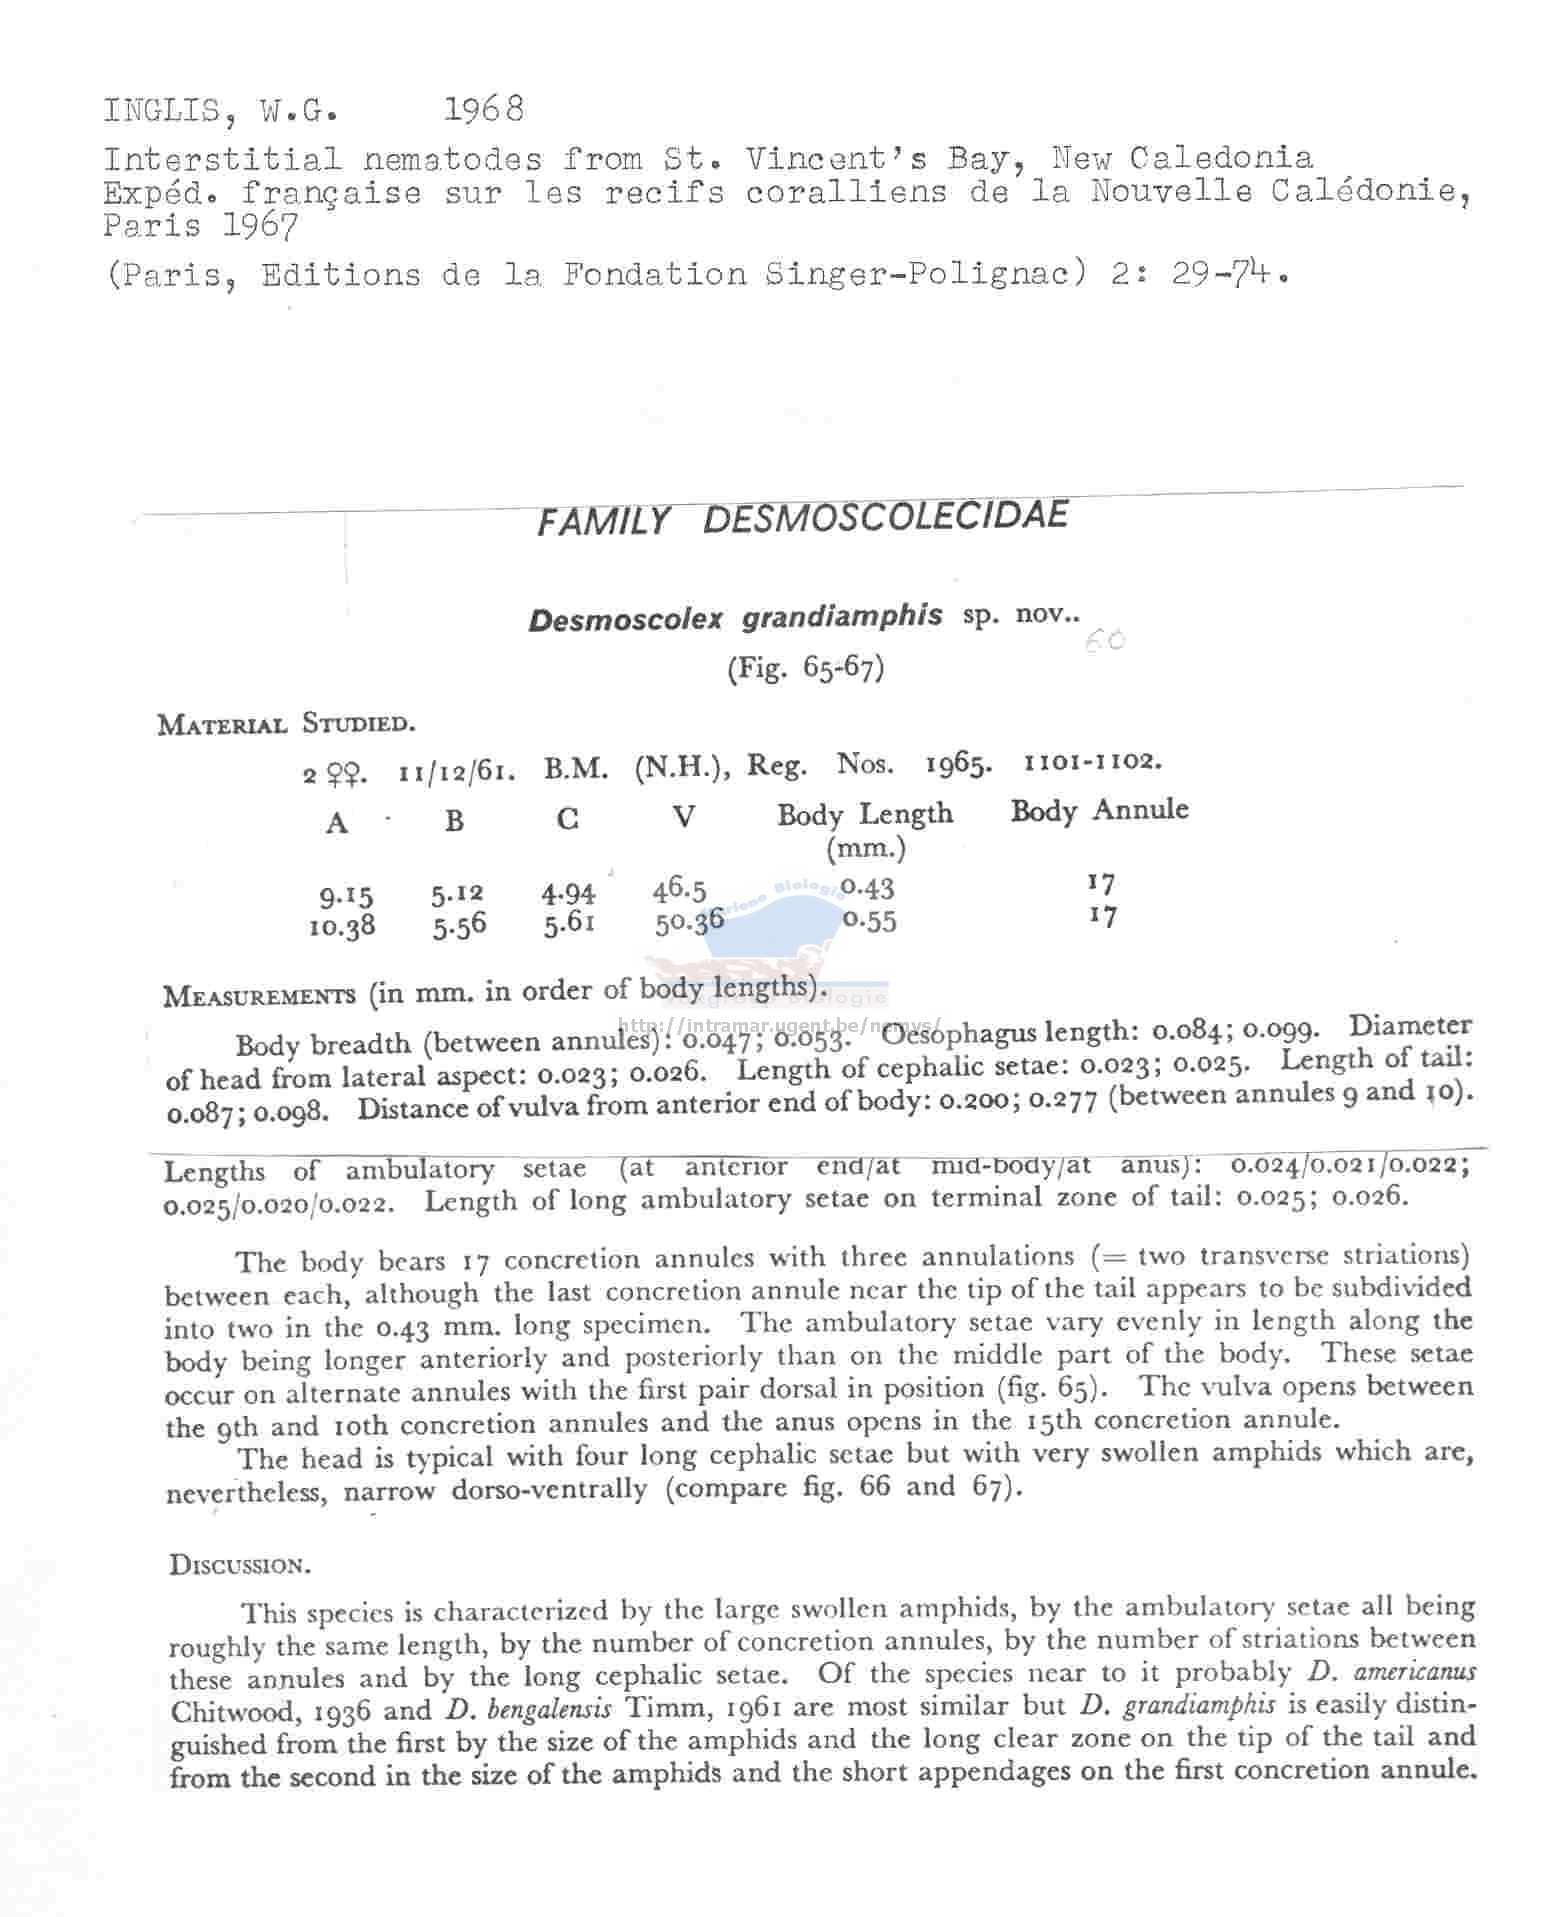 INGLIS, W.G. 1968
Interstitial nematodes from St. Vincent's Bay, New Caledonia
Expéd. française sur les recifs coralliens de la Nouvelle Calédonie,
Paris 1967
(Paris, Editions de la Fondation Singer-Polignac) 2: 29-74.
FAMILY DESMOSCOLECIDAE
Desmoscolex grandiamphis sp. nov..
60
(Fig. 65-67)
MATERIAL STUDIED.
2 ♀♀. 11/12/61. B.M. (N.H.), Reg. Nos. 1965. 1101-1102.
A B C V Body Length Body Annule
(mm.)
9.15 5.12 4.94 46.5 0.43 17
10.38 5.56 5.61 50.36 0.55 17
Mariene Biologie
MEASUREMENTS (in mm. in order of body lengths).
Vakgroep Biologie
http://intramar.ugent.be/nemys/
Body breadth (between annules): 0.047; 0.053. Oesophagus length: 0.084; 0.099. Diameter
of head from lateral aspect: 0.023; 0.026. Length of cephalic setae: 0.023; 0.025. Length of tail:
0.087; 0.098. Distance of vulva from anterior end of body: 0.200; 0.277 (between annules 9 and 10).
Lengths of ambulatory setae (at anterior end/at mid-body/at anus): 0.024/0.021/0.022;
0.025/0.020/0.022. Length of long ambulatory setae on terminal zone of tail: 0.025; 0.026.
The body bears 17 concretion annules with three annulations (= two transverse striations)
between each, although the last concretion annule near the tip of the tail appears to be subdivided
into two in the 0.43 mm. long specimen. The ambulatory setae vary evenly in length along the
body being longer anteriorly and posteriorly than on the middle part of the body. These setae
occur on alternate annules with the first pair dorsal in position (fig. 65). The vulva opens between
the 9th and 10th concretion annules and the anus opens in the 15th concretion annule.
The head is typical with four long cephalic setae but with very swollen amphids which are,
nevertheless, narrow dorso-ventrally (compare fig. 66 and 67).
DISCUSSION.
This species is characterized by the large swollen amphids, by the ambulatory setae all being
roughly the same length, by the number of concretion annules, by the number of striations between
these annules and by the long cephalic setae. Of the species near to it probably D. americanus
Chitwood, 1936 and D. bengalensis Timm, 1961 are most similar but D. grandiamphis is easily distin-
guished from the first by the size of the amphids and the long clear zone on the tip of the tail and
from the second in the size of the amphids and the short appendages on the first concretion annule.